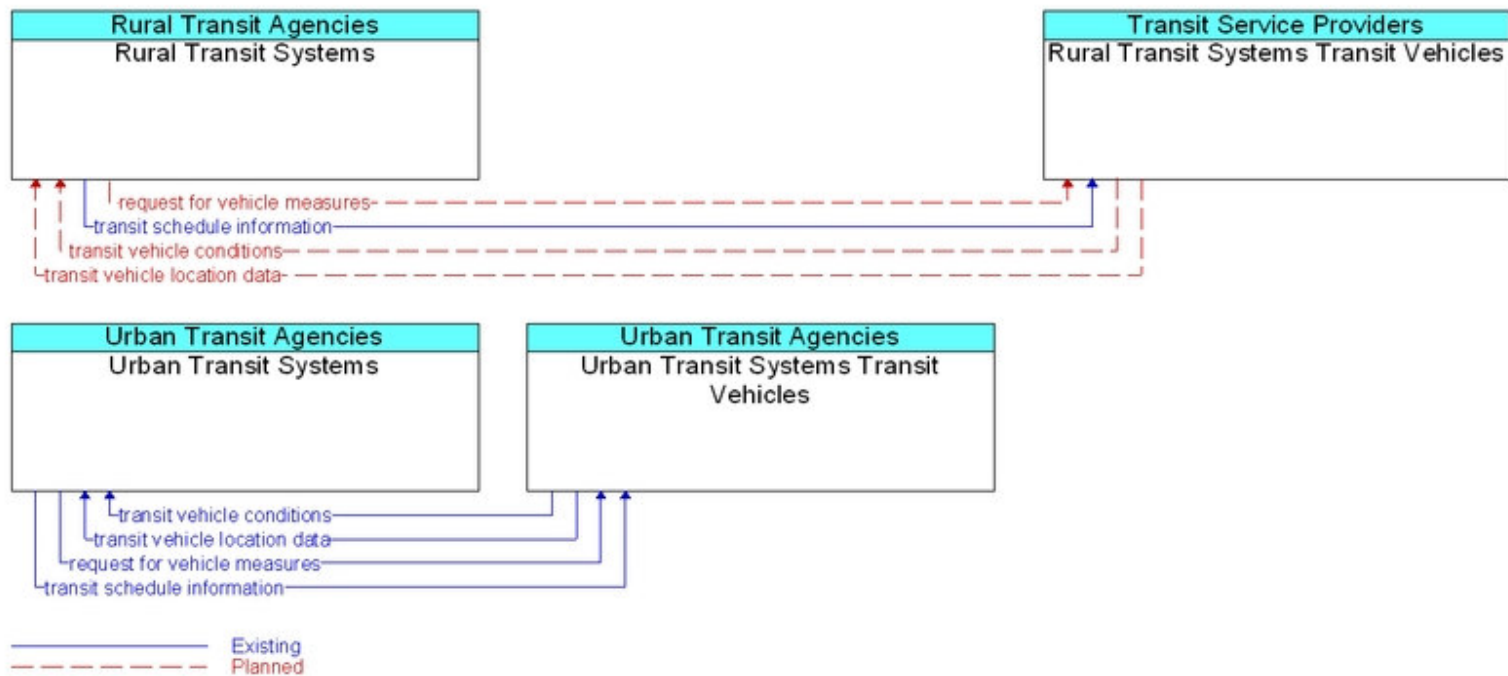 Rural Transit Agencies
Rural Transit Systems
Transit Service Providers
Rural Transit Systems Transit Vehicles
request for vehicle measures
transit schedule information
transit vehicle conditions
transit vehicle location data
Urban Transit Agencies
Urban Transit Systems
Urban Transit Agencies
Urban Transit Systems Transit
Vehicles
transit vehicle conditions
transit vehicle location data
request for vehicle measures
transit schedule information
Existing
Planned